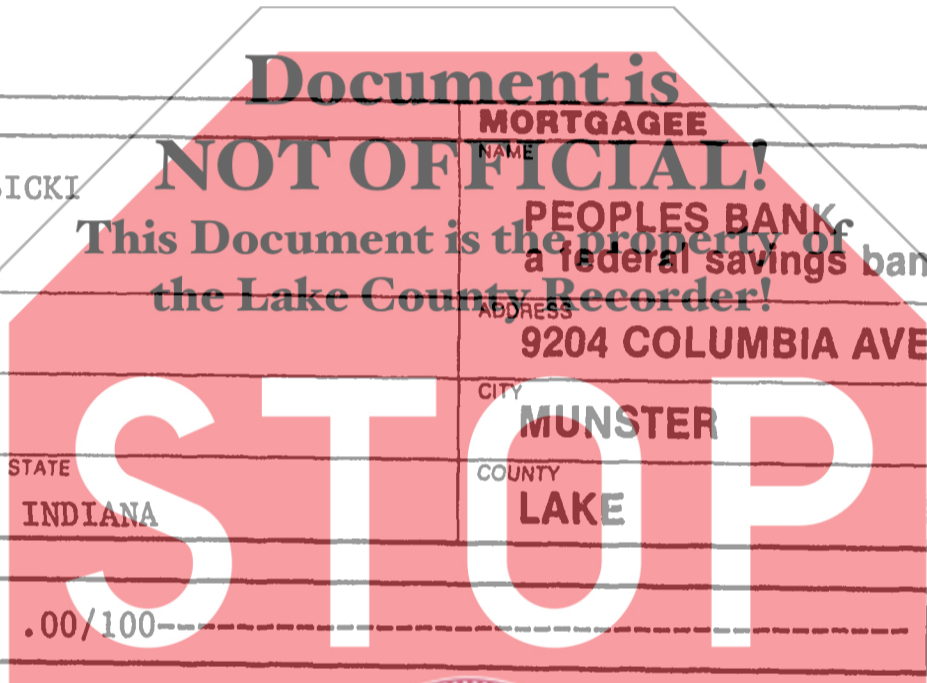 Document is
MORTGAGEE
NOT OFFICIAL!
NAME
SICKI
PEOPLES BANK
This Document is the property of
a federal savings ban
the Lake County Recorder!
ADDRESS
9204 COLUMBIA AVE
CITY
MUNSTER
STATE
COUNTY
INDIANA
LAKE
STOP
.00/100